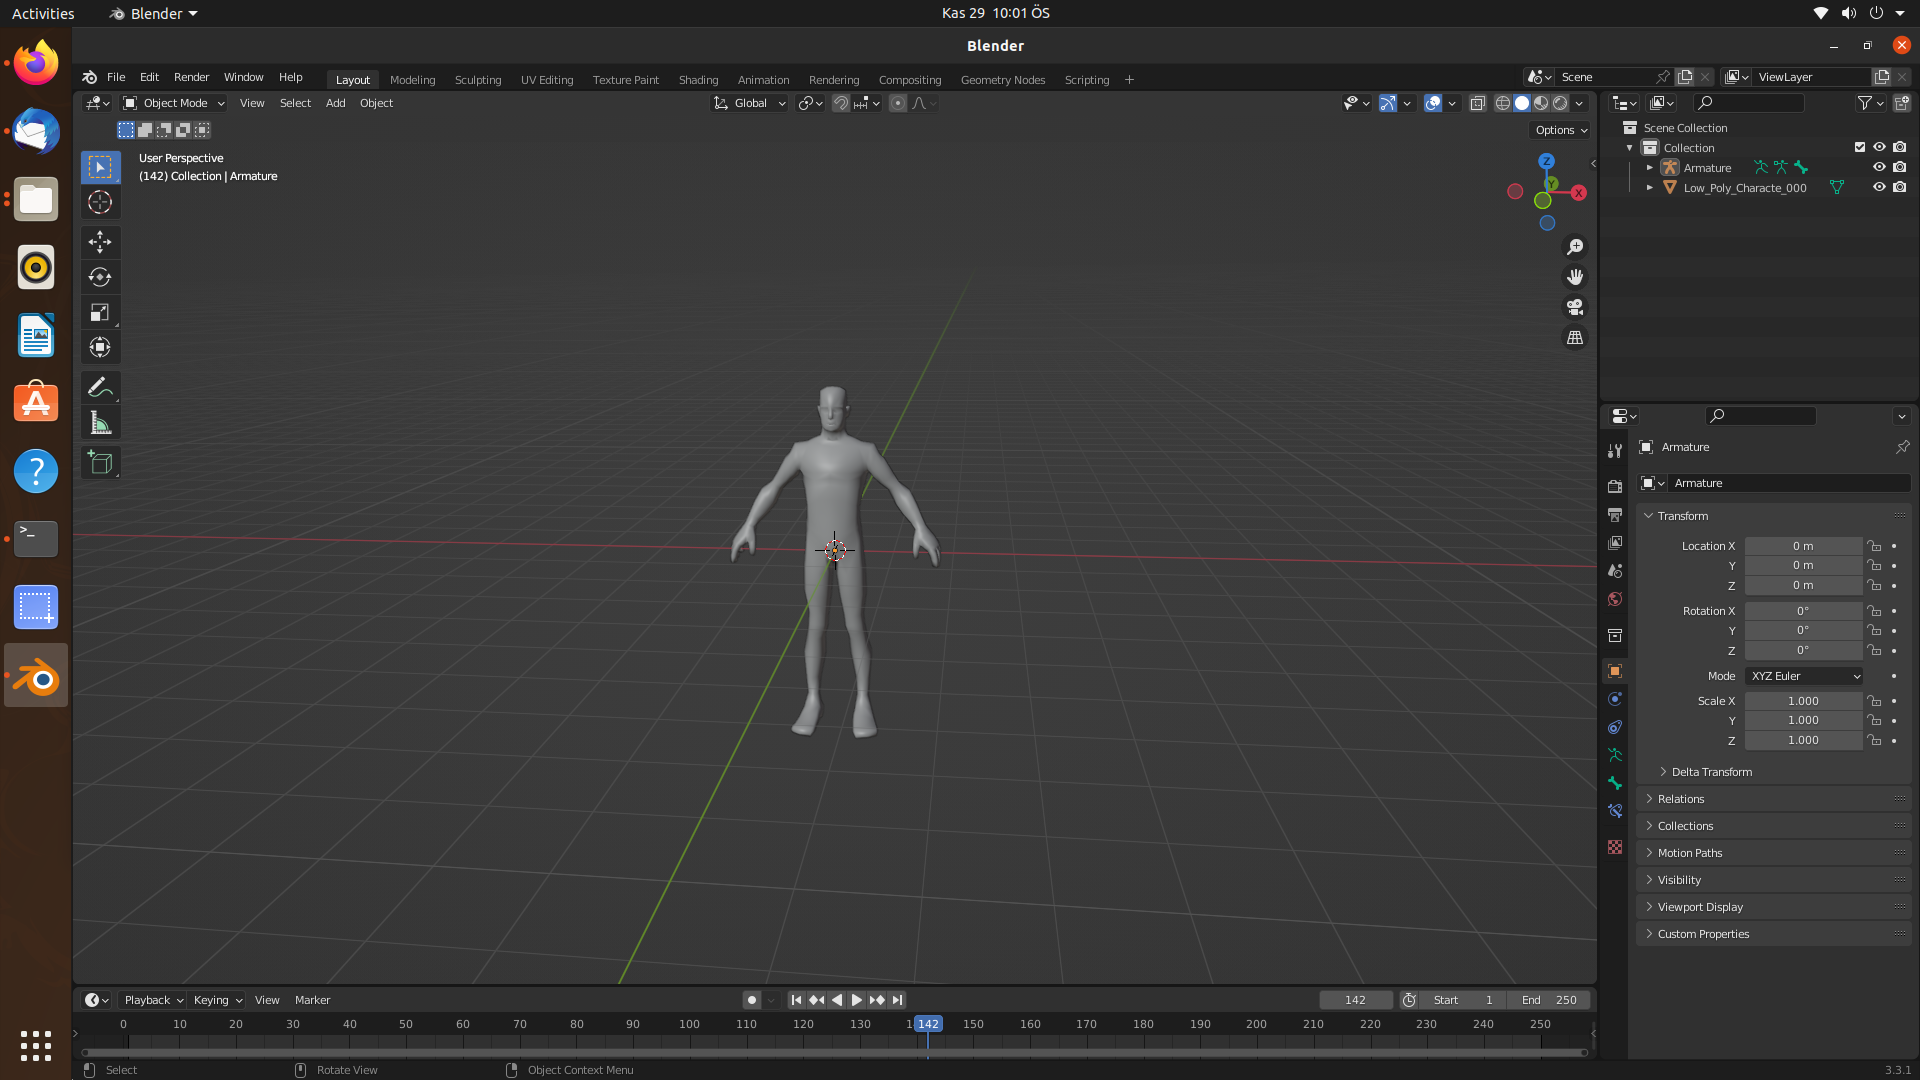 Activities Blender Kas 29 10:01 ÖS
Blender
File Edit Render Window Help Layout Modeling Sculpting UV Editing Texture Paint Shading Animation Rendering Compositing Geometry Nodes Scripting + Scene ViewLayer
Object Mode View Select Add Object Global
Options
User Perspective
(142) Collection | Armature
Z
Y
X
Scene Collection
Collection
Armature
Low_Poly_Characte_000
Armature
Armature
Transform
Location X 0 m
Y 0 m
Z 0 m
Rotation X 0°
Y 0°
Z 0°
Mode XYZ Euler
Scale X 1.000
Y 1.000
Z 1.000
Delta Transform
Relations
Collections
Motion Paths
Visibility
Viewport Display
Custom Properties
Playback Keying View Marker 142 Start 1 End 250
0 10 20 30 40 50 60 70 80 90 100 110 120 130 142 150 160 170 180 190 200 210 220 230 240 250
Select Rotate View Object Context Menu 3.3.1